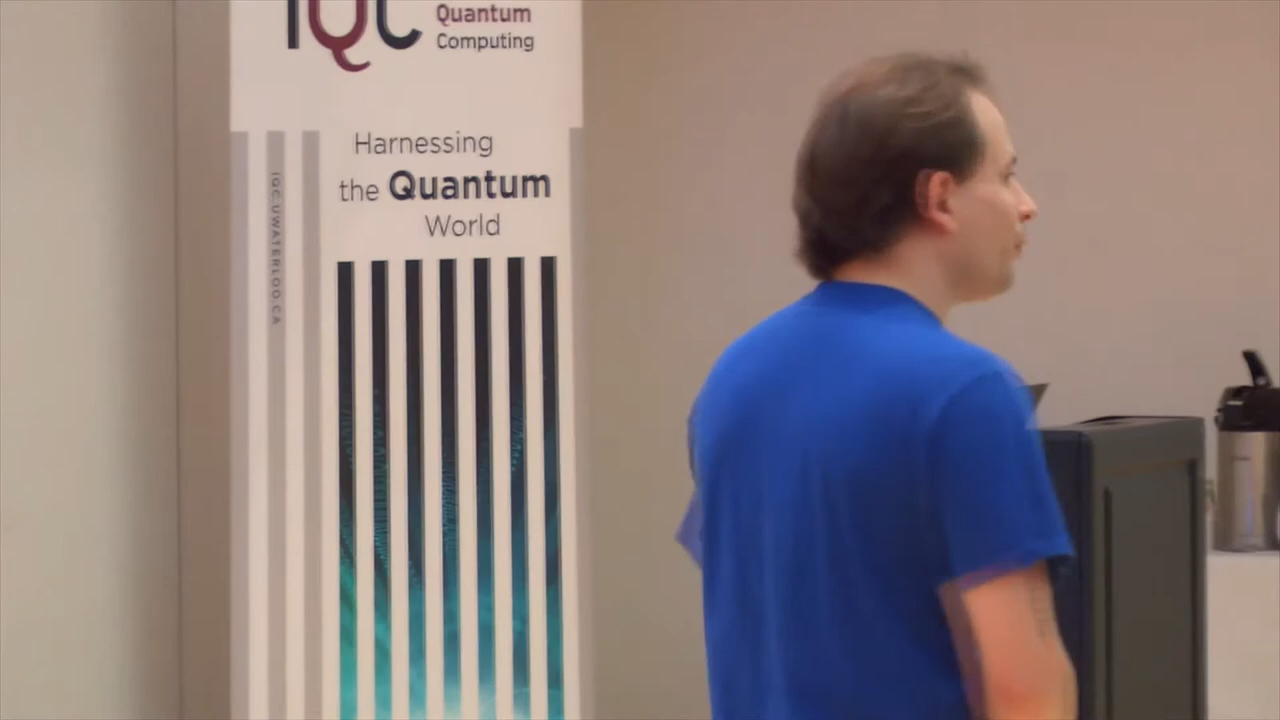 IQC
Quantum
Computing
Harnessing
the Quantum
World
IQC.UWATERLOO.CA